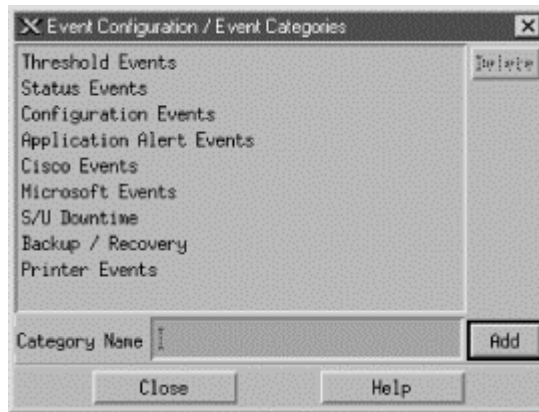 Event Configuration / Event Categories
Threshold Events
Delete
Status Events
Configuration Events
Application Alert Events
Cisco Events
Microsoft Events
S/U Downtime
Backup / Recovery
Printer Events
Category Name
Add
Close
Help